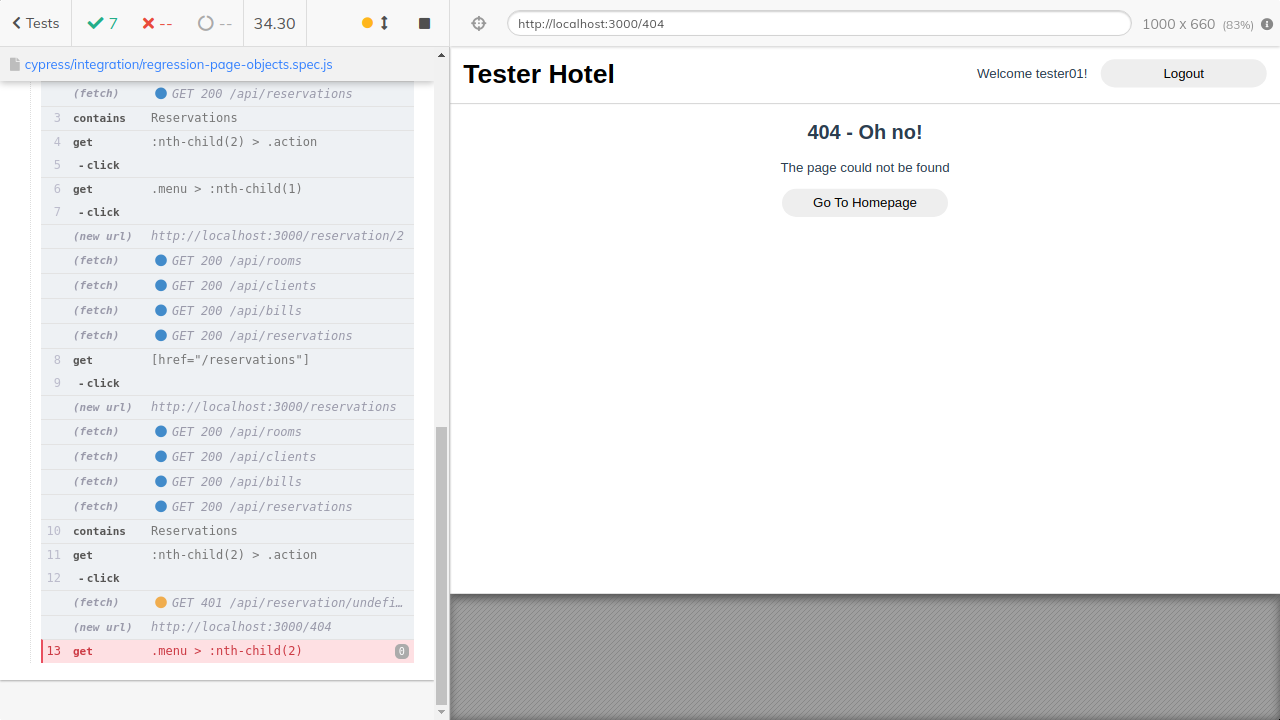 Tests 7 -- -- 34.30
http://localhost:3000/404 1000 x 660 (83%)
cypress/integration/regression-page-objects.spec.js
(fetch) GET 200 /api/reservations
3 contains Reservations
4 get :nth-child(2) > .action
5 -click
6 get .menu > :nth-child(1)
7 -click
(new url) http://localhost:3000/reservation/2
(fetch) GET 200 /api/rooms
(fetch) GET 200 /api/clients
(fetch) GET 200 /api/bills
(fetch) GET 200 /api/reservations
8 get [href="/reservations"]
9 -click
(new url) http://localhost:3000/reservations
(fetch) GET 200 /api/rooms
(fetch) GET 200 /api/clients
(fetch) GET 200 /api/bills
(fetch) GET 200 /api/reservations
10 contains Reservations
11 get :nth-child(2) > .action
12 -click
(fetch) GET 401 /api/reservation/undefi…
(new url) http://localhost:3000/404
13 get .menu > :nth-child(2) 0
Tester Hotel
Welcome tester01! Logout
404 - Oh no!
The page could not be found
Go To Homepage